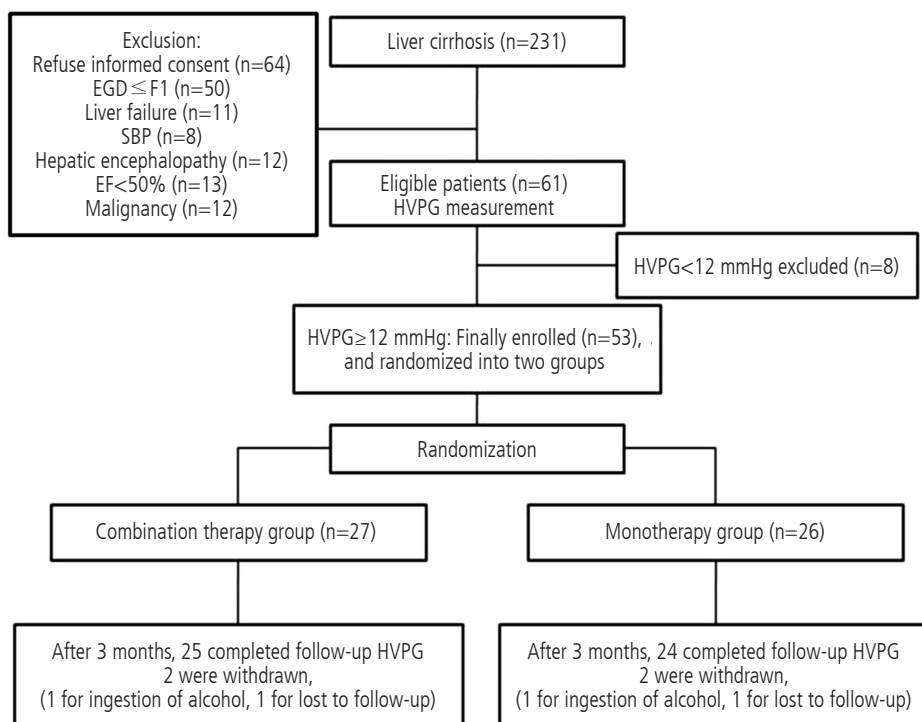 Exclusion:
Refuse informed consent (n=64)
EGD≤F1 (n=50)
Liver failure (n=11)
SBP (n=8)
Hepatic encephalopathy (n=12)
EF<50% (n=13)
Malignancy (n=12)
Liver cirrhosis (n=231)
Eligible patients (n=61)
HVPG measurement
HVPG<12 mmHg excluded (n=8)
HVPG≥12 mmHg: Finally enrolled (n=53),
and randomized into two groups
Randomization
Combination therapy group (n=27)
Monotherapy group (n=26)
After 3 months, 25 completed follow-up HVPG
2 were withdrawn,
(1 for ingestion of alcohol, 1 for lost to follow-up)
After 3 months, 24 completed follow-up HVPG
2 were withdrawn,
(1 for ingestion of alcohol, 1 for lost to follow-up)